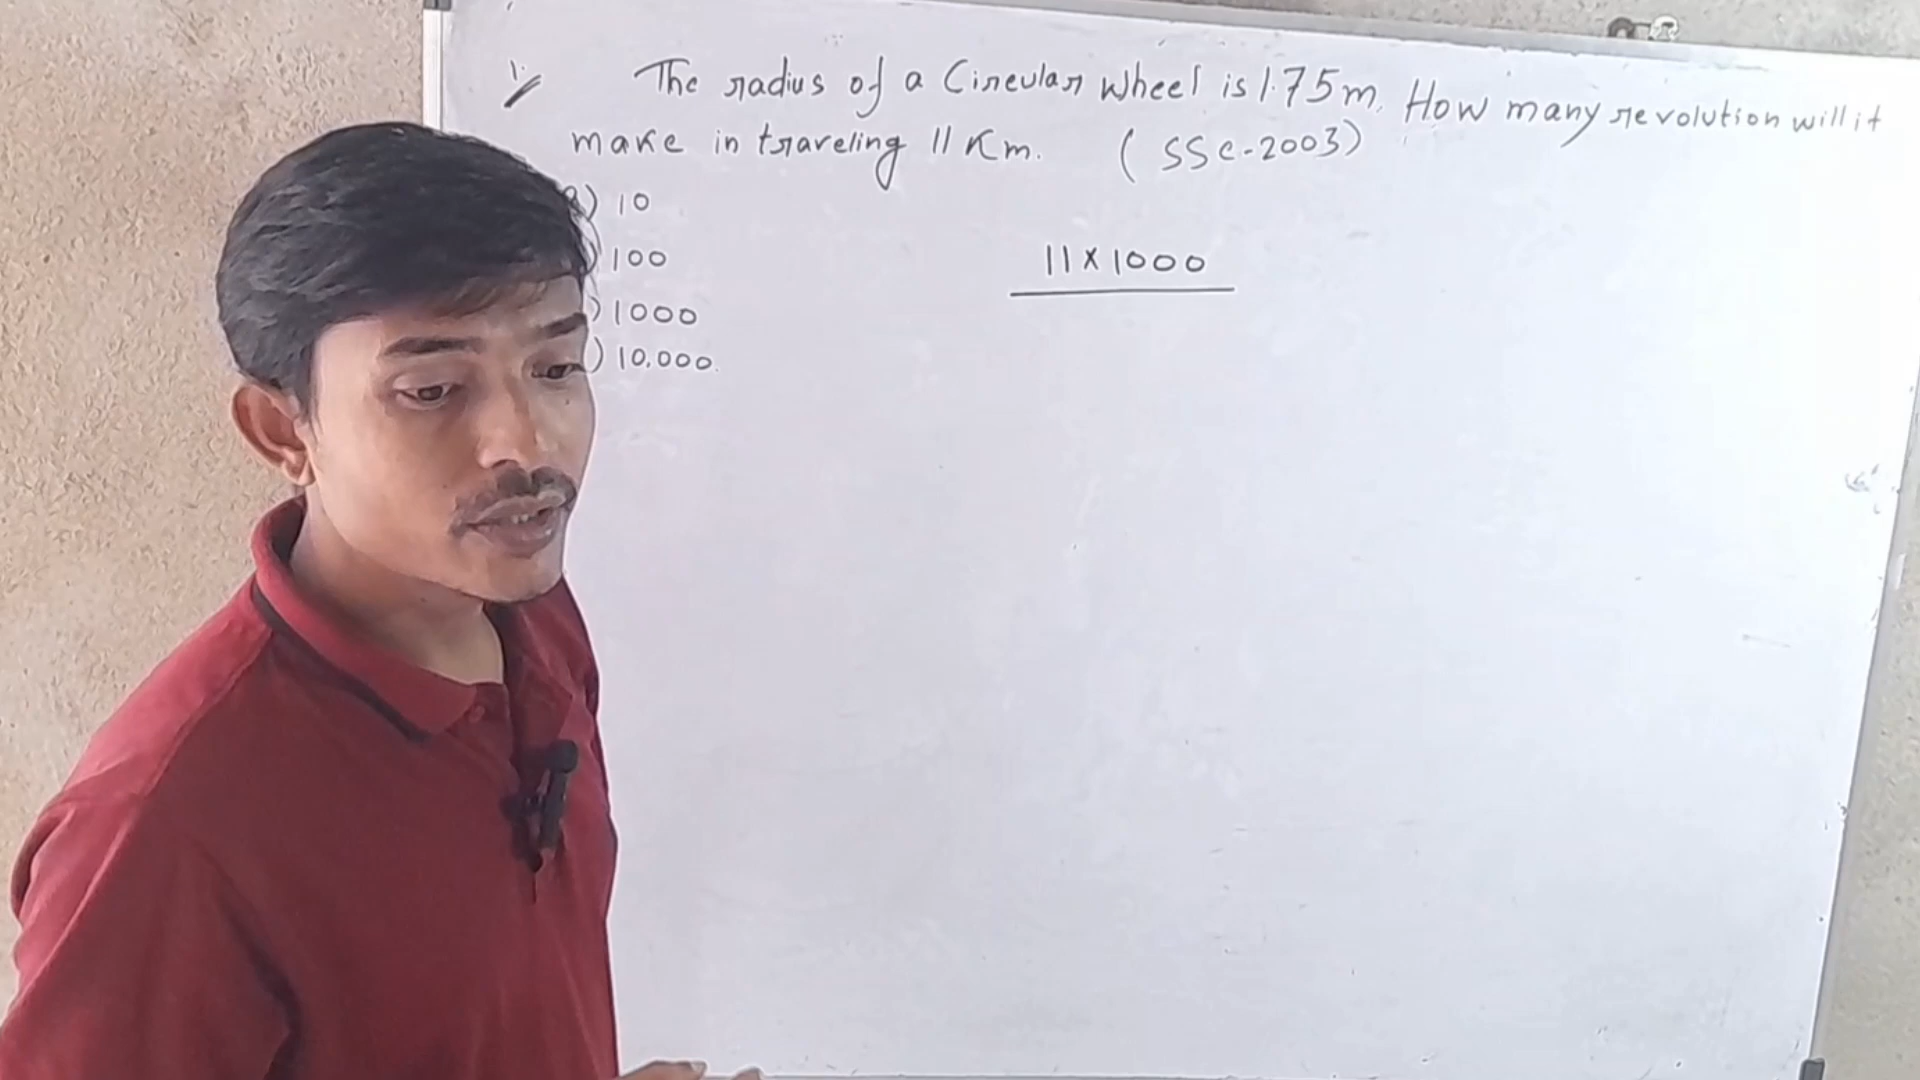 1. The radius of a Circular wheel is 1.75m. How many revolution will it
make in traveling 11 Km. (SSC-2003)
) 10
) 100
) 1000
) 10,000.
11 x 1000